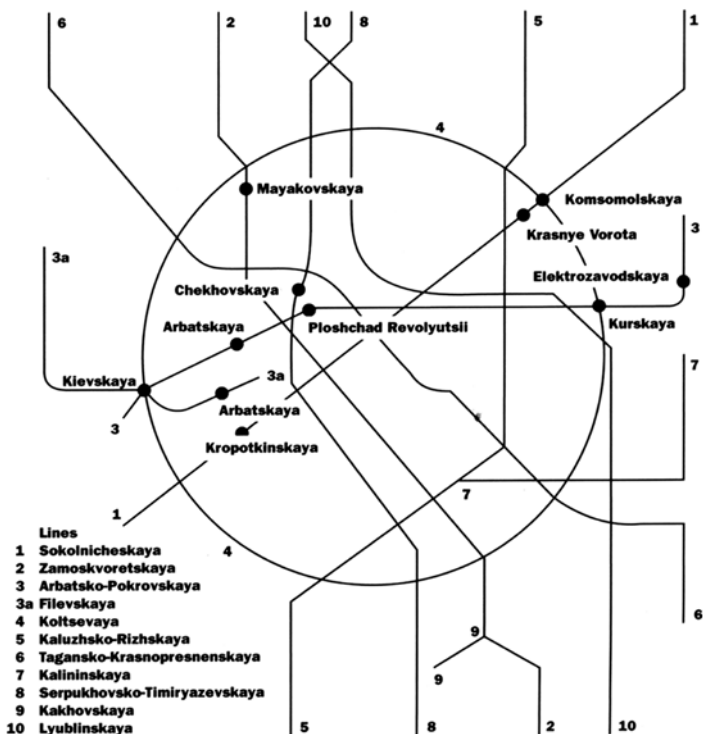 6
2
10
8
5
1
4
Mayakovskaya
Komsomolskaya
Krasnye Vorota
3
3a
Elektrozavodskaya
Chekhovskaya
Arbatskaya
Ploshchad Revolyutsii
Kurskaya
Kievskaya
3a
7
Arbatskaya
3
Kropotkinskaya
7
1
4
Lines
1 Sokolnicheskaya
2 Zamoskvoretskaya
3 Arbatsko-Pokrovskaya
3a Filevskaya
4 Koltsevaya
5 Kaluzhsko-Rizhskaya
6 Tagansko-Krasnopresnenskaya
7 Kalininskaya
8 Serpukhovsko-Timiryazevskaya
9 Kakhovskaya
10 Lyublinskaya
6
9
9
5
8
2
10